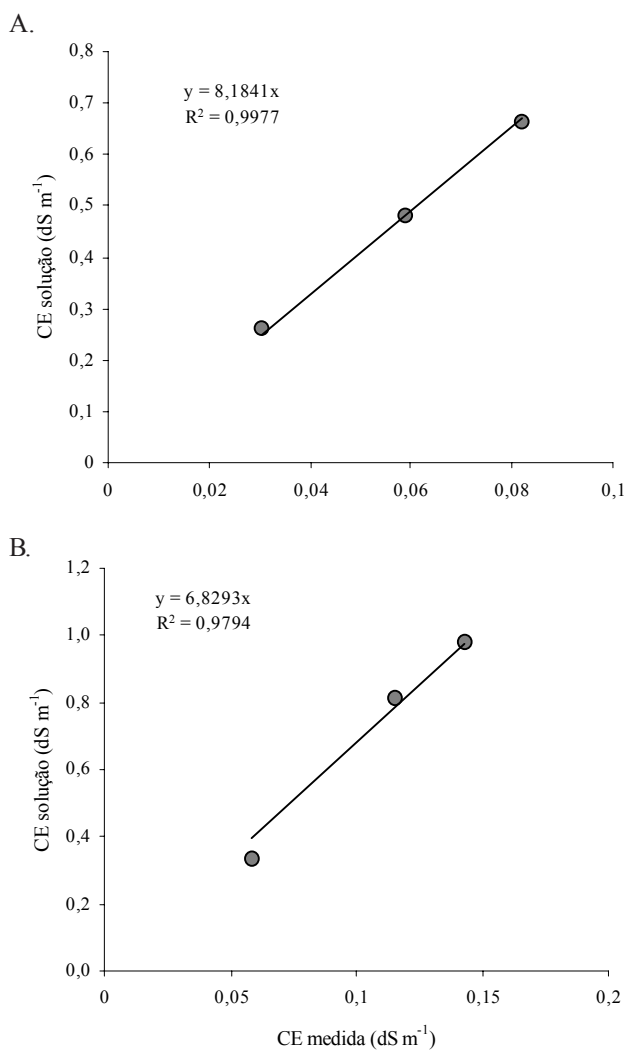 A.
0,8
0,7
0,6
0,5
0,4
0,3
0,2
0,1
0
y = 8,1841x
R² = 0,9977
CE solução (dS m⁻¹)
0 0,02 0,04 0,06 0,08 0,1
B.
1,2
1,0
0,8
0,6
0,4
0,2
0,0
y = 6,8293x
R² = 0,9794
CE solução (dS m⁻¹)
0 0,05 0,1 0,15 0,2
CE medida (dS m⁻¹)